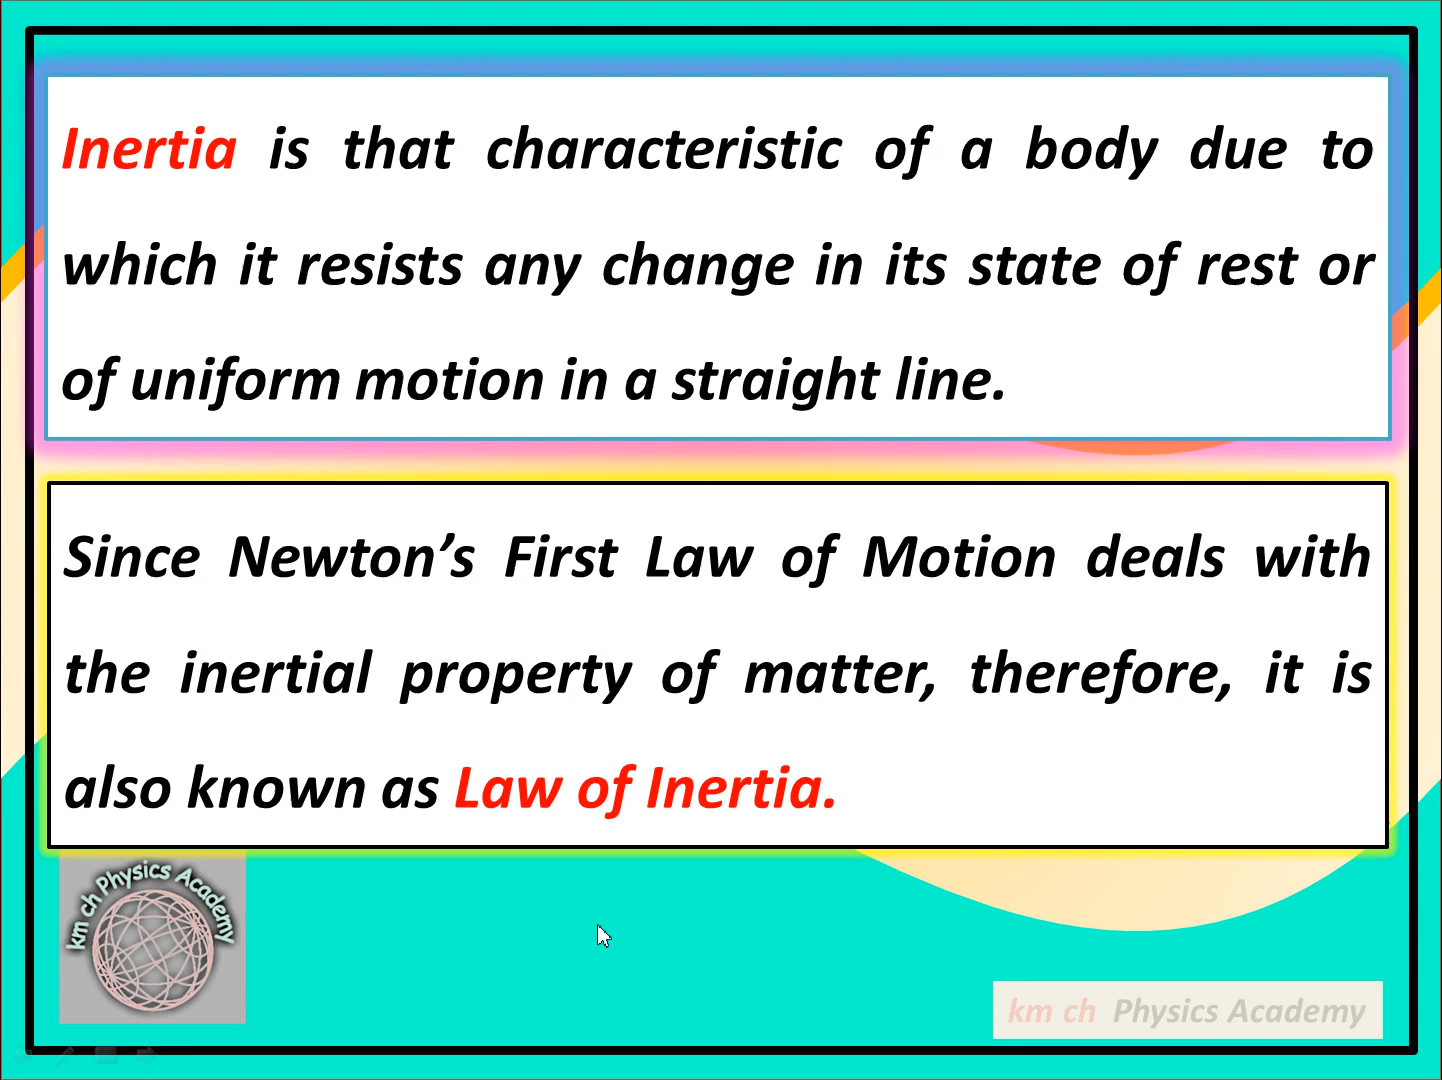 Inertia is that characteristic of a body due to
which it resists any change in its state of rest or
of uniform motion in a straight line.
Since Newton’s First Law of Motion deals with
the inertial property of matter, therefore, it is
also known as Law of Inertia.
km ch Physics Academy
km ch Physics Academy